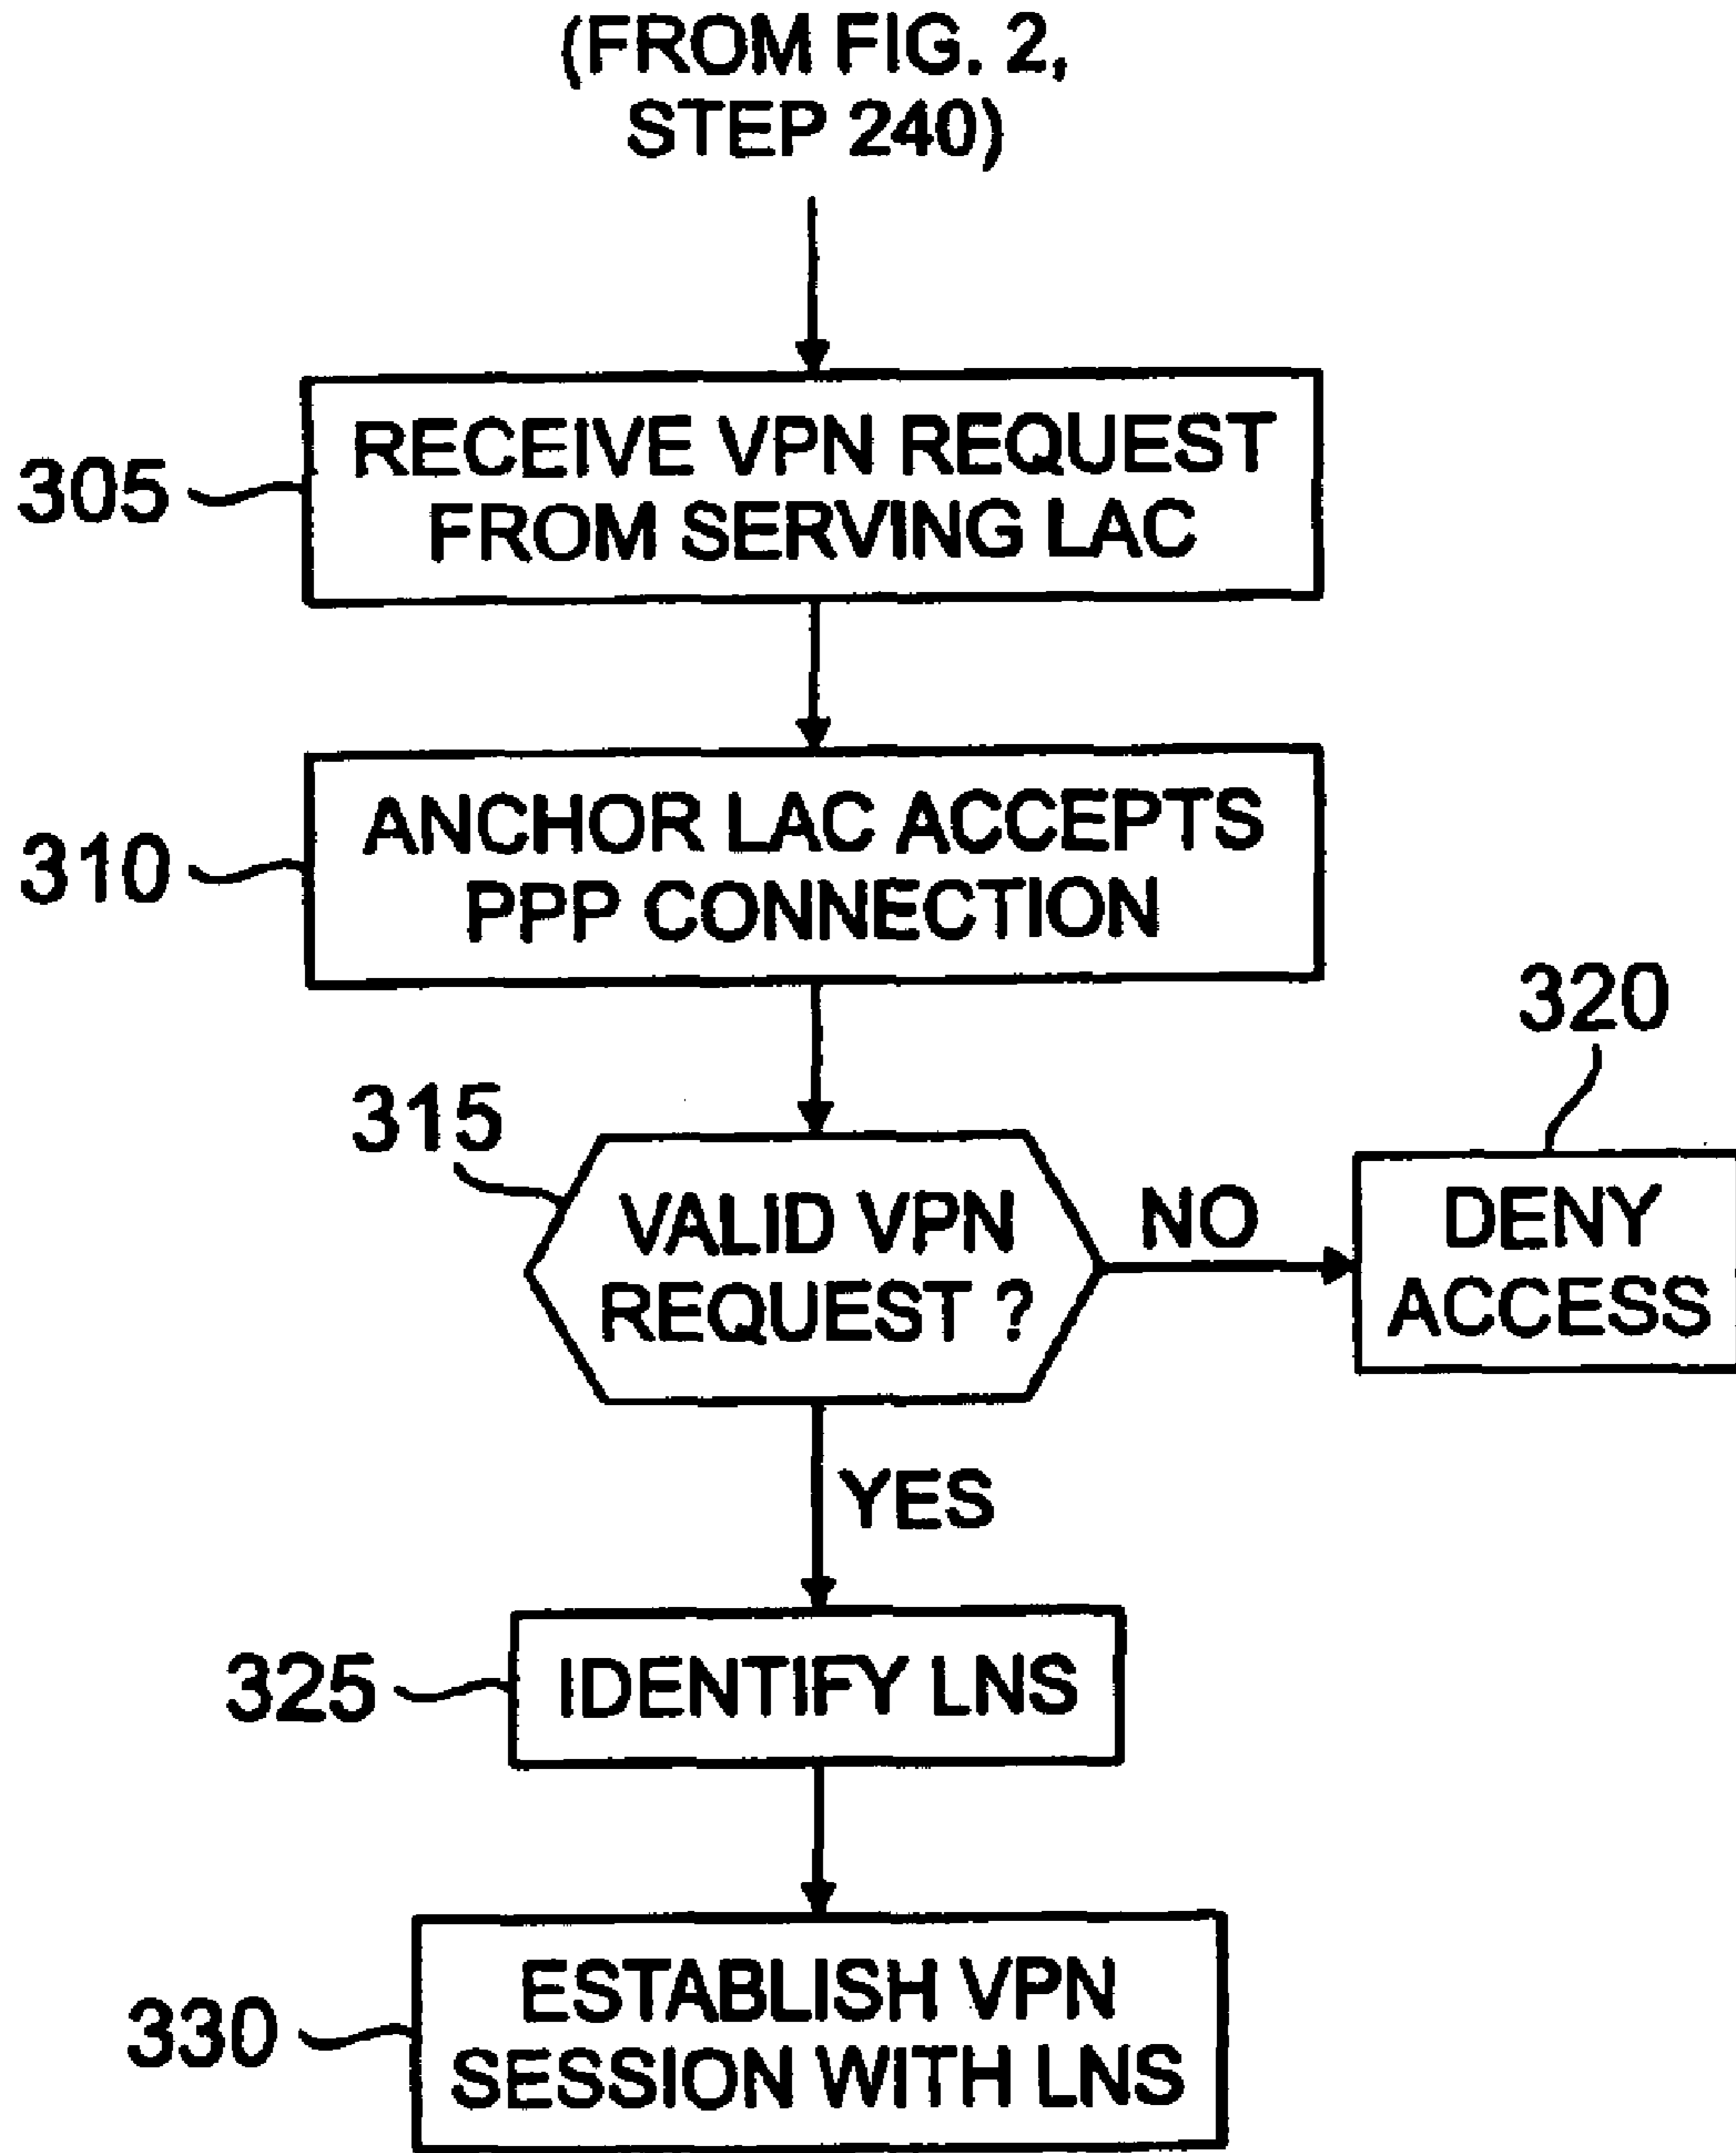 (FROM FIG. 2,
STEP 240)
305
RECEIVE VPN REQUEST
FROM SERVING LAC
310
ANCHOR LAC ACCEPTS
PPP CONNECTION
315
VALID VPN
REQUEST ?
NO
320
DENY
ACCESS
YES
325
IDENTIFY LNS
330
ESTABLISH VPN
SESSION WITH LNS